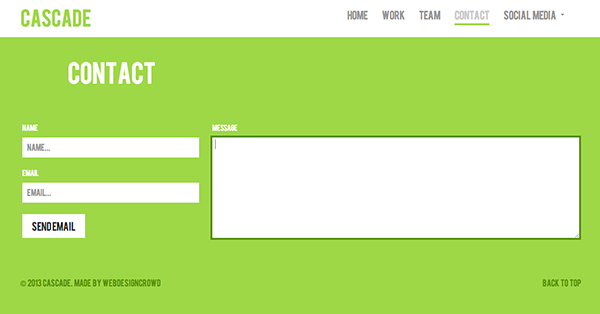 CASCADE
HOME WORK TEAM CONTACT SOCIAL MEDIA
CONTACT
NAME
NAME...
EMAIL
EMAIL...
SEND EMAIL
MESSAGE
© 2013 CASCADE. MADE BY WEBDESIGNCROWD
BACK TO TOP